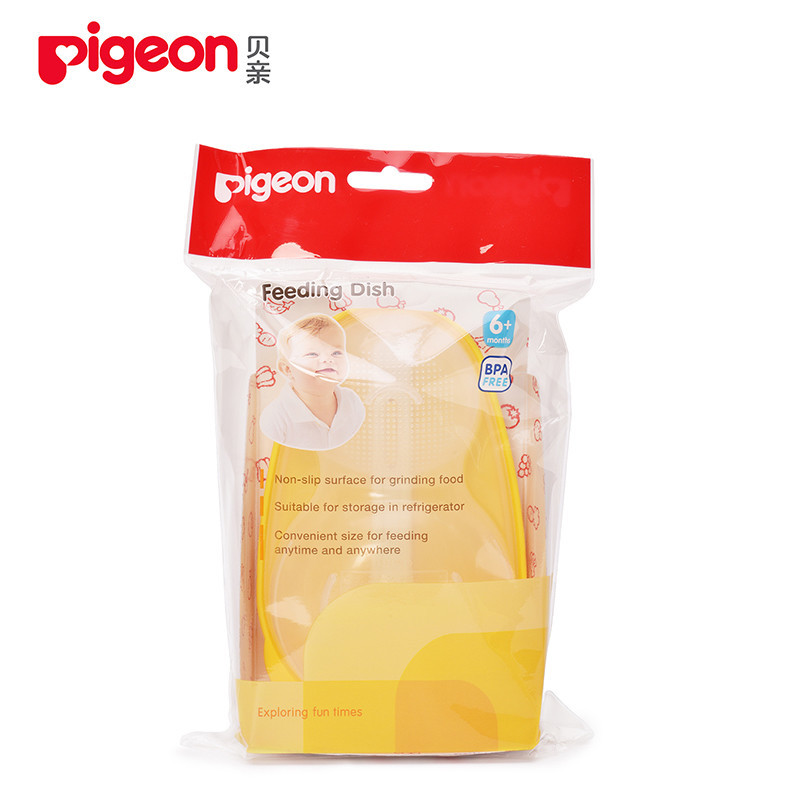 Pigeon 贝亲
Pigeon
Feeding Dish
6+
months
BPA
FREE
Non-slip surface for grinding food
Suitable for storage in refrigerator
Convenient size for feeding
anytime and anywhere
Exploring fun times